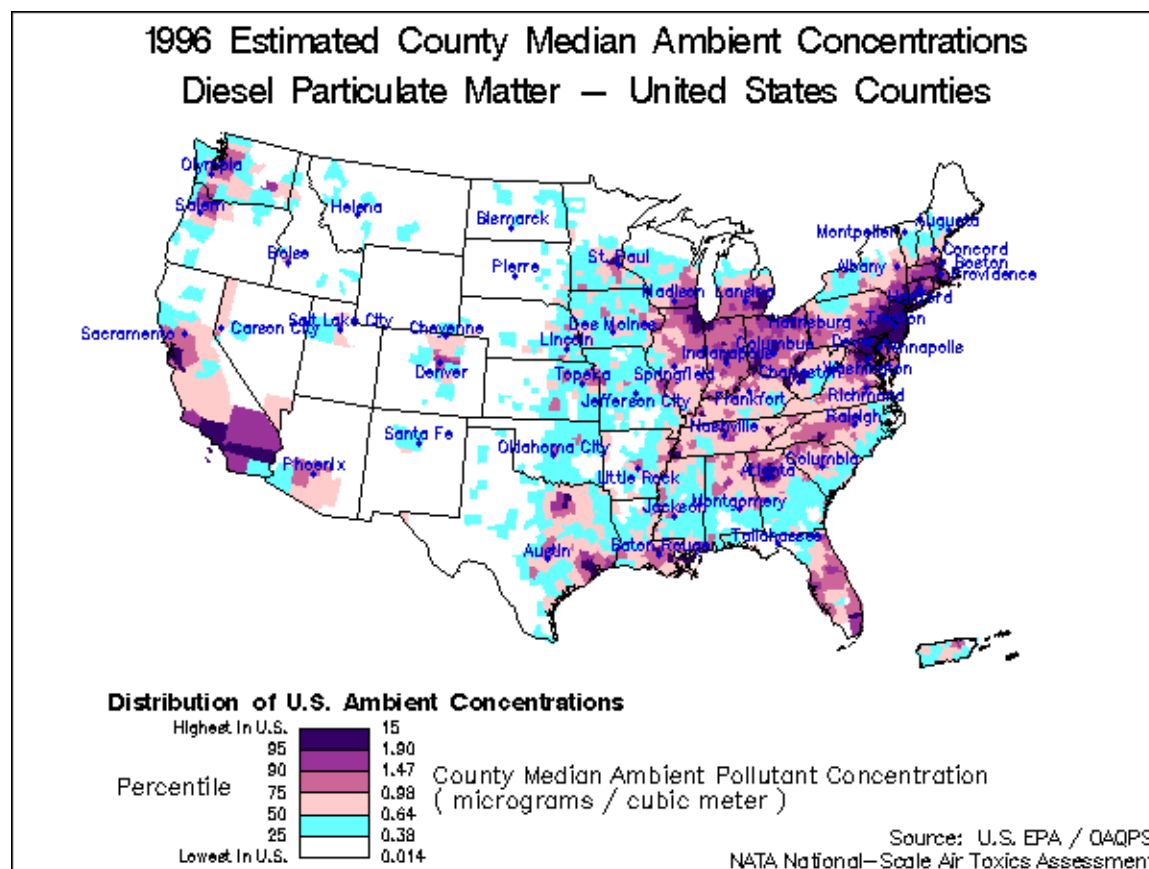 1996 Estimated County Median Ambient Concentrations
Diesel Particulate Matter — United States Counties
Olympia
Salem
Helena
Bismarck
Boise
Pierre
St. Paul
Montpelier
Augusta
Concord
Albany
Boston
Providence
Madison
Lansing
Hartford
Sacramento
Carson City
Salt Lake City
Cheyenne
Lincoln
Des Moines
Harrisburg
Trenton
Columbus
Annapolis
Denver
Indianapolis
Topeka
Springfield
Charleston
Washington
Jefferson City
Frankfort
Richmond
Raleigh
Santa Fe
Nashville
Oklahoma City
Phoenix
Little Rock
Atlanta
Columbia
Jackson
Montgomery
Austin
Baton Rouge
Tallahassee
Distribution of U.S. Ambient Concentrations
Highest in U.S. 15
95 1.90
90 1.47
75 0.98
50 0.64
25 0.38
Lowest in U.S. 0.014
Percentile
County Median Ambient Pollutant Concentration
( micrograms / cubic meter )
Source: U.S. EPA / OAQPS
NATA National-Scale Air Toxics Assessment